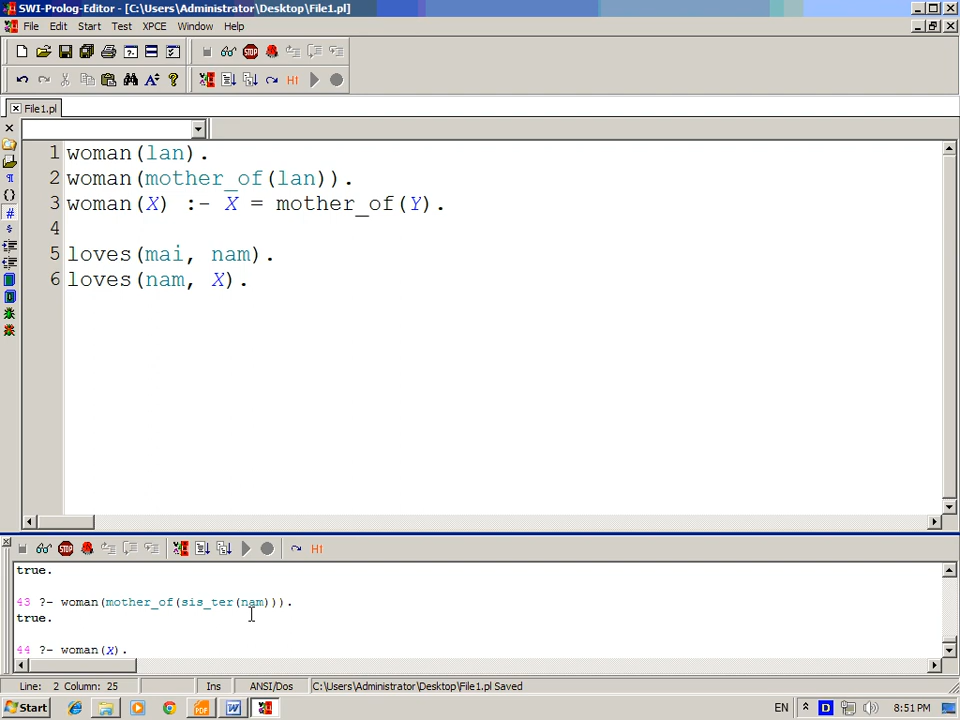 SWI-Prolog-Editor - [C:\Users\Administrator\Desktop\File1.pl]
File Edit Start Test XPCE Window Help
File1.pl
1 woman(lan).
2 woman(mother_of(lan)).
3 woman(X) :- X = mother_of(Y).
4
5 loves(mai, nam).
6 loves(nam, X).
true.
43 ?- woman(mother_of(sis_ter(nam))).
true.
44 ?- woman(X).
Line: 2 Column: 25 Ins ANSI/Dos C:\Users\Administrator\Desktop\File1.pl Saved
Start EN 8:51 PM